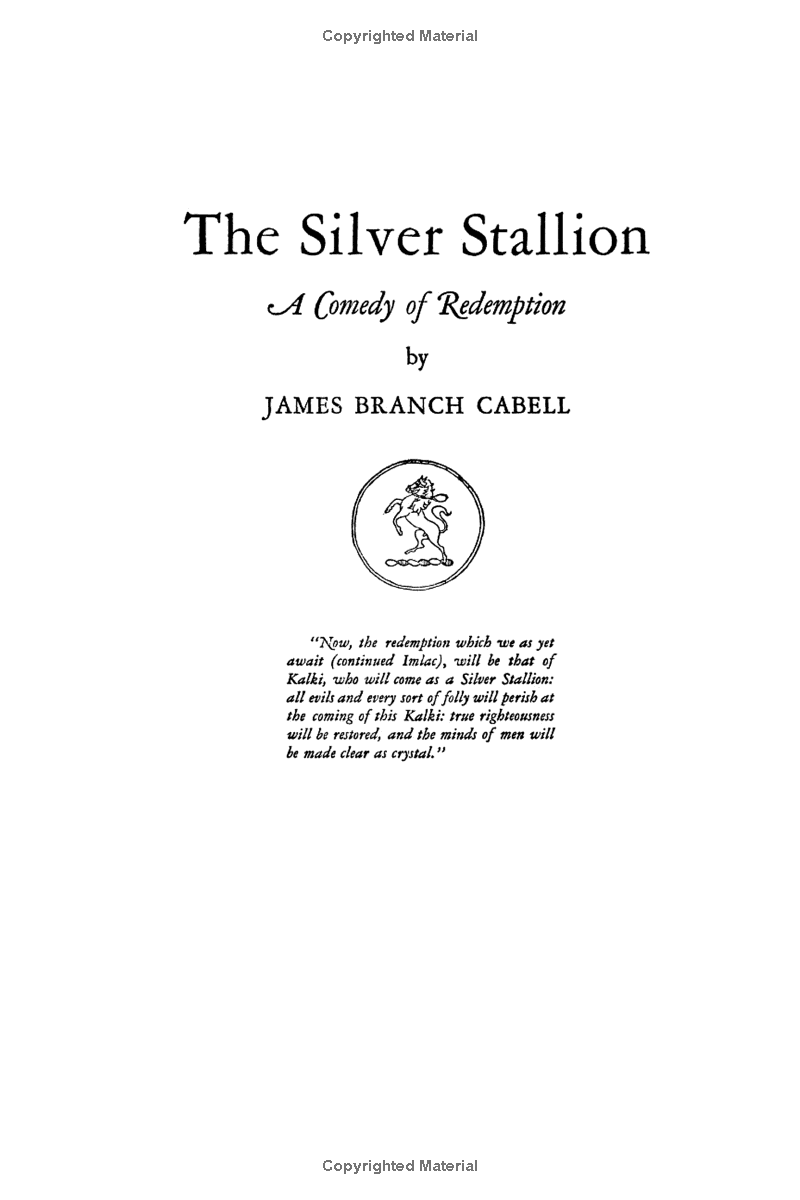 Copyrighted Material
The Silver Stallion
A Comedy of Redemption
by
JAMES BRANCH CABELL
"Now, the redemption which we as yet
await (continued Imlac), will be that of
Kalki, who will come as a Silver Stallion:
all evils and every sort of folly will perish at
the coming of this Kalki: true righteousness
will be restored, and the minds of men will
be made clear as crystal."
Copyrighted Material